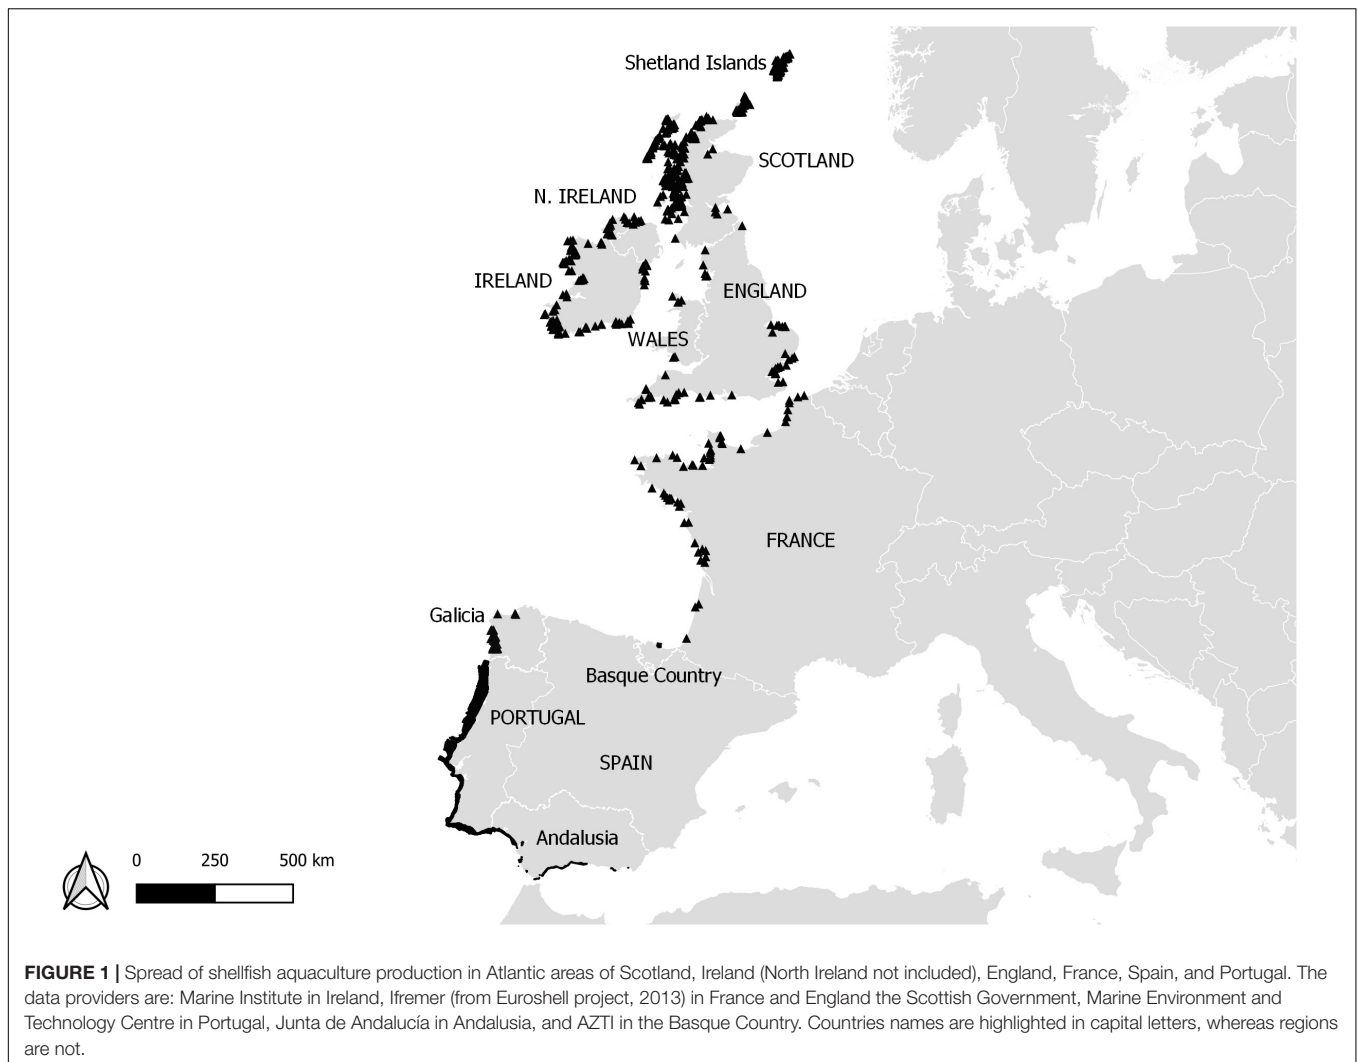 Shetland Islands
SCOTLAND
N. IRELAND
IRELAND
ENGLAND
WALES
FRANCE
Galicia
Basque Country
PORTUGAL
SPAIN
Andalusia
0 250 500 km
FIGURE 1 | Spread of shellfish aquaculture production in Atlantic areas of Scotland, Ireland (North Ireland not included), England, France, Spain, and Portugal. The
data providers are: Marine Institute in Ireland, Ifremer (from Euroshell project, 2013) in France and England the Scottish Government, Marine Environment and
Technology Centre in Portugal, Junta de Andalucía in Andalusia, and AZTI in the Basque Country. Countries names are highlighted in capital letters, whereas regions
are not.